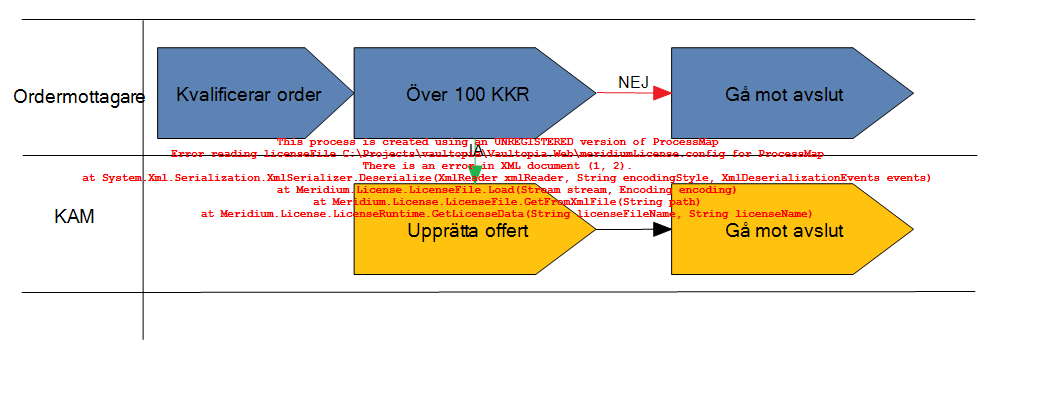 Ordermottagare
Kvalificerar order
Över 100 KKR
NEJ
Gå mot avslut
JA
This process is created using an UNREGISTERED version of ProcessMap
Error reading licenseFile C:\Projects\vaultopia\Vaultopia.Web\meridiumLicense.config for ProcessMap
There is an error in XML document (1, 2).
at System.Xml.Serialization.XmlSerializer.Deserialize(XmlReader xmlReader, String encodingStyle, XmlDeserializationEvents events)
at Meridium.License.LicenseFile.Load(Stream stream, Encoding encoding)
at Meridium.License.LicenseFile.GetFromXmlFile(String path)
at Meridium.License.LicenseRuntime.GetLicenseData(String licenseFileName, String licenseName)
KAM
Upprätta offert
Gå mot avslut